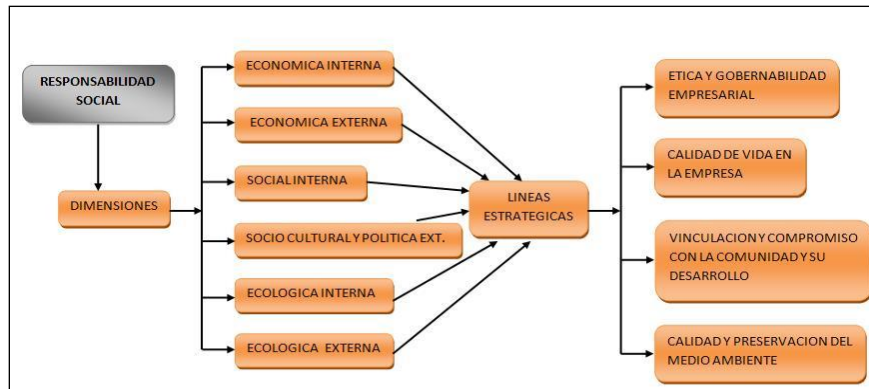 RESPONSABILIDAD
SOCIAL
DIMENSIONES
ECONOMICA INTERNA
ECONOMICA EXTERNA
SOCIAL INTERNA
SOCIO CULTURAL Y POLITICA EXT.
ECOLOGICA INTERNA
ECOLOGICA EXTERNA
LINEAS
ESTRATEGICAS
ETICA Y GOBERNABILIDAD
EMPRESARIAL
CALIDAD DE VIDA EN
LA EMPRESA
VINCULACION Y COMPROMISO
CON LA COMUNIDAD Y SU
DESARROLLO
CALIDAD Y PRESERVACION DEL
MEDIO AMBIENTE